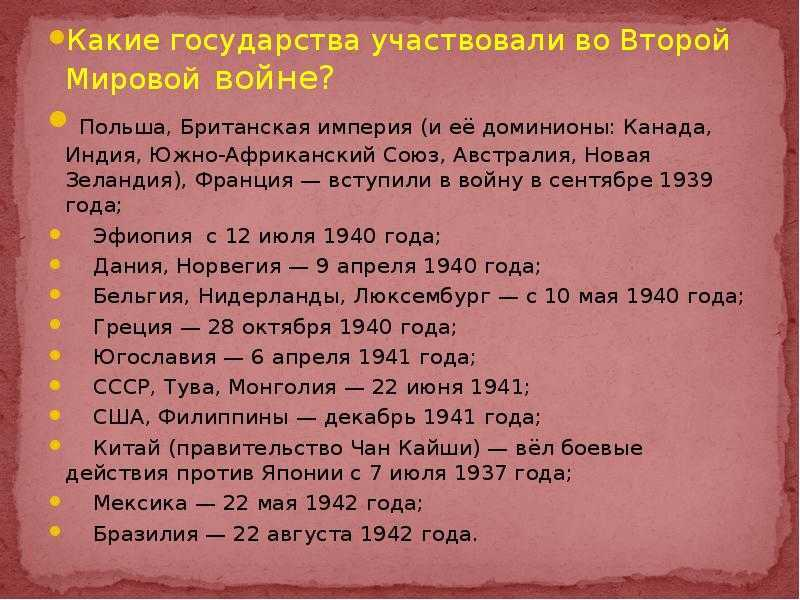 Какие государства участвовали во Второй
Мировой войне?
Польша, Британская империя (и её доминионы: Канада,
Индия, Южно-Африканский Союз, Австралия, Новая
Зеландия), Франция — вступили в войну в сентябре 1939
года;
Эфиопия с 12 июля 1940 года;
Дания, Норвегия — 9 апреля 1940 года;
Бельгия, Нидерланды, Люксембург — с 10 мая 1940 года;
Греция — 28 октября 1940 года;
Югославия — 6 апреля 1941 года;
СССР, Тува, Монголия — 22 июня 1941;
США, Филиппины — декабрь 1941 года;
Китай (правительство Чан Кайши) — вёл боевые
действия против Японии с 7 июля 1937 года;
Мексика — 22 мая 1942 года;
Бразилия — 22 августа 1942 года.